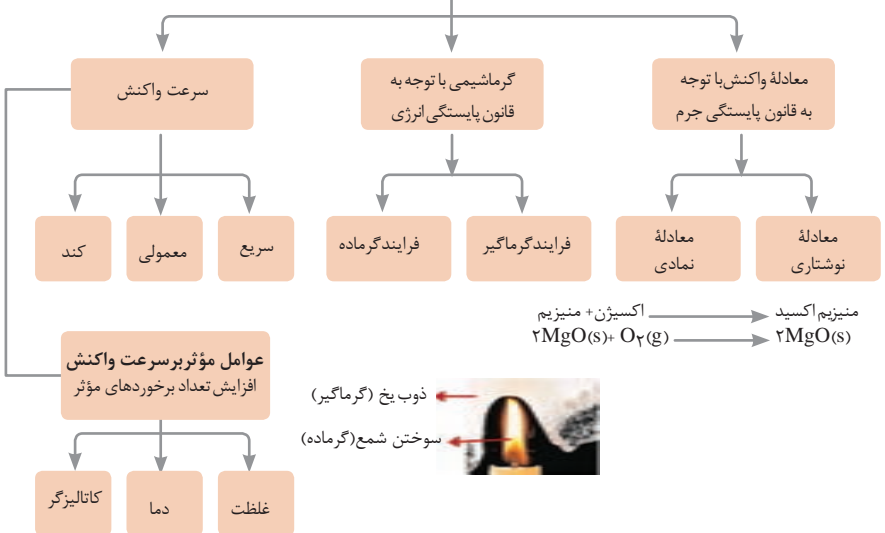 معادلهٔ واکنش با توجه
به قانون پایستگی جرم
گرماشیمی با توجه به
قانون پایستگی انرژی
سرعت واکنش
معادلهٔ
نوشتاری
معادلهٔ
نمادی
فرایندگرماگیر
فرایندگرماده
سریع
معمولی
کند
منیزیم اکسید ⟵ اکسیژن+ منیزیم
۲MgO(s)+ O۲(g) ⟶ ۲MgO(s)
عوامل مؤثربرسرعت واکنش
افزایش تعداد برخوردهای مؤثر
ذوب یخ (گرماگیر)
سوختن شمع(گرماده)
غلظت
دما
کاتالیزگر